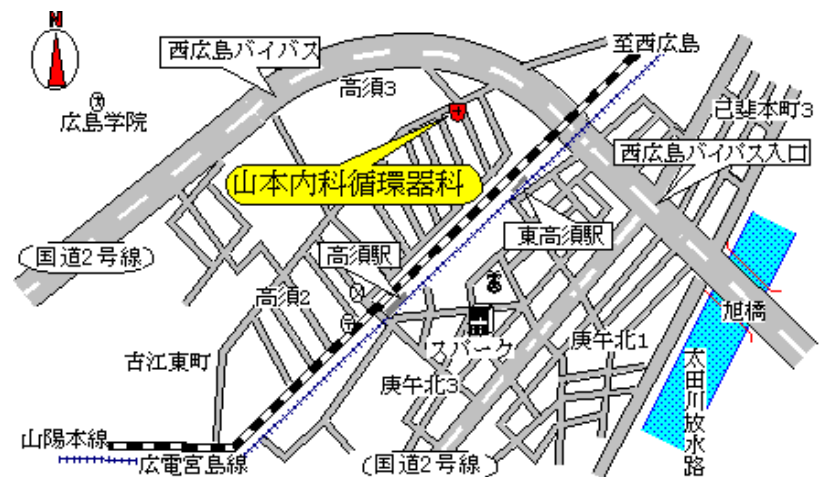 N
西広島バイパス
至西広島
高須3
広島学院
己斐本町3
西広島バイパス入口
山本内科循環器科
東高須駅
高須駅
(国道2号線)
高須2
旭橋
スパーク
庚午北1
古江東町
庚午北3
太田川放水路
山陽本線
広電宮島線
(国道2号線)